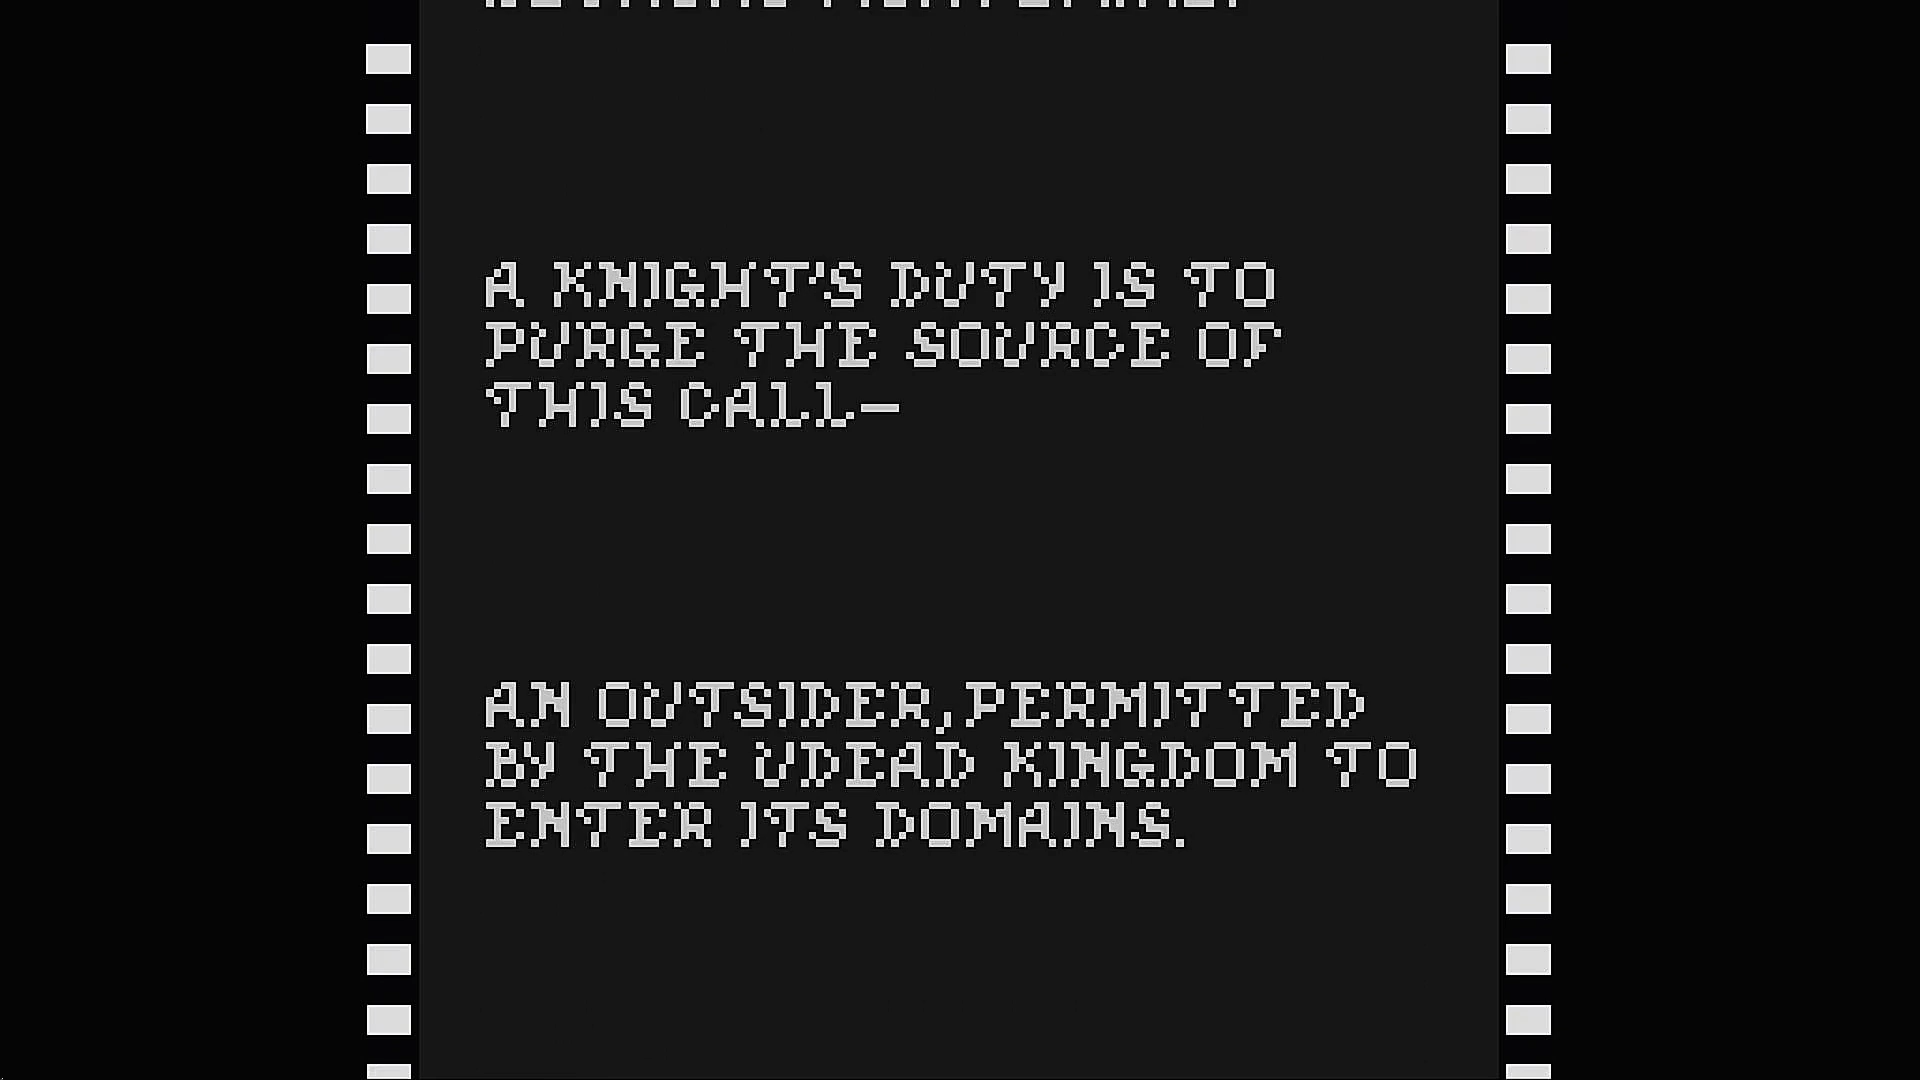 A KNIGHT'S DUTY IS TO
PURGE THE SOURCE OF
THIS CALL—
AN OUTSIDER,PERMITTED
BY THE UDEAD KINGDOM TO
ENTER ITS DOMAINS.